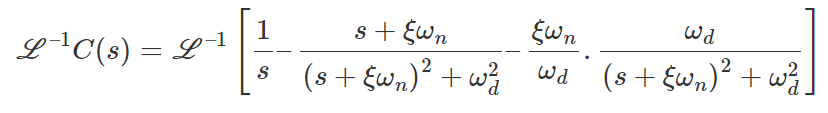 ℒ⁻¹C(s) = ℒ⁻¹ [ 1/s − (s + ξωₙ)/((s + ξωₙ)² + ω_d²) − ξωₙ/ω_d . ω_d/((s + ξωₙ)² + ω_d²) ]